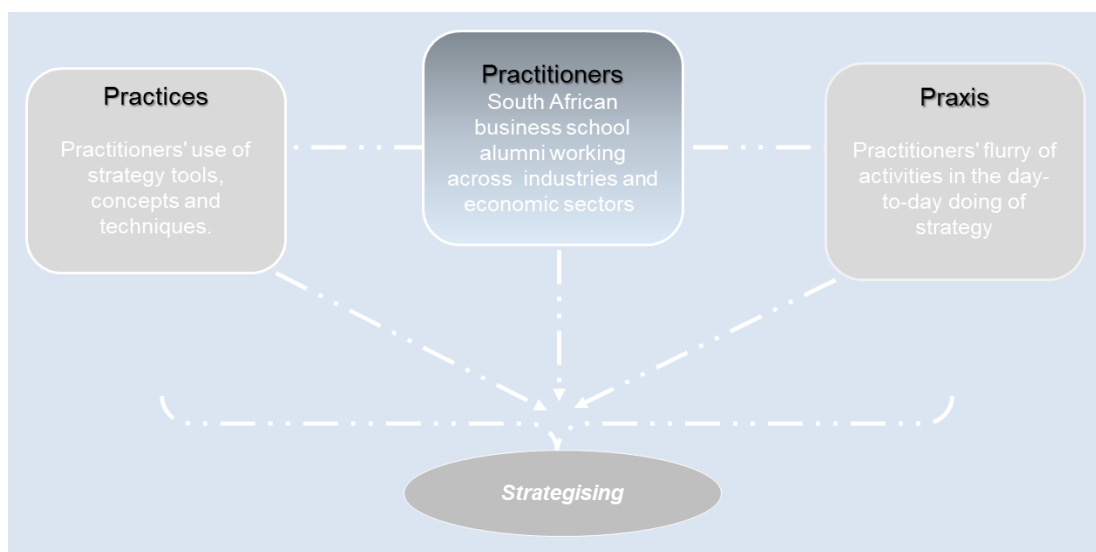 Practices
Practitioners' use of
strategy tools,
concepts and
techniques.
Practitioners
South African
business school
alumni working
across industries and
economic sectors
Praxis
Practitioners' flurry of
activities in the day-
to-day doing of
strategy
Strategising